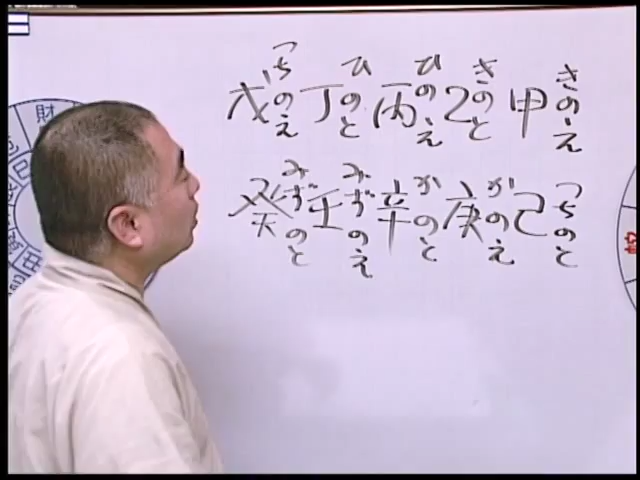 甲 きのえ
乙 きのと
丙 ひのえ
丁 ひのと
戊 つちのえ
己 つちのと
庚 かのえ
辛 かのと
壬 みずのえ
癸 みずのと
財